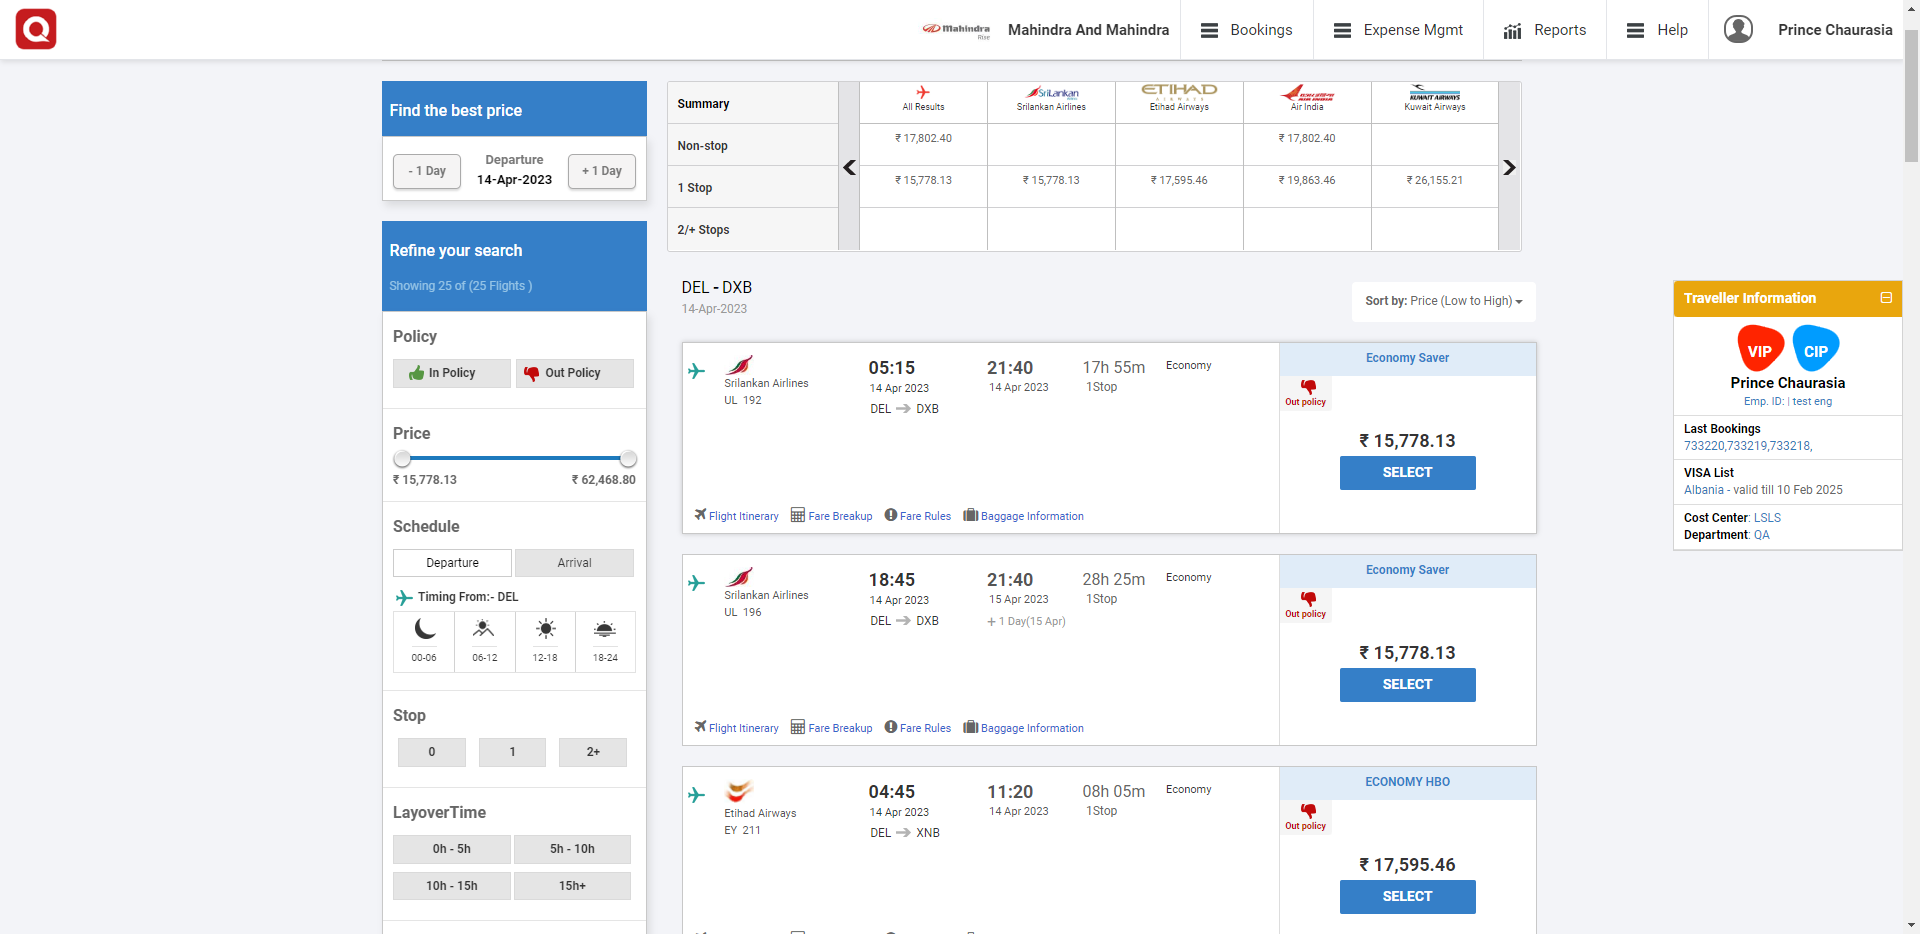 Mahindra
Rise
Mahindra And Mahindra
Bookings
Expense Mgmt
Reports
Help
Prince Chaurasia
Find the best price
- 1 Day
Departure
14-Apr-2023
+ 1 Day
Refine your search
Showing 25 of (25 Flights )
Policy
In Policy
Out Policy
Price
₹ 15,778.13
₹ 62,468.80
Schedule
Departure
Arrival
Timing From:- DEL
00-06
06-12
12-18
18-24
Stop
0
1
2+
LayoverTime
0h - 5h
5h - 10h
10h - 15h
15h+
Summary
All Results
SriLankan
Srilankan Airlines
ETIHAD
AIRWAYS
Etihad Airways
AIR INDIA
Air India
KUWAIT AIRWAYS
Kuwait Airways
Non-stop
₹ 17,802.40
₹ 17,802.40
1 Stop
₹ 15,778.13
₹ 15,778.13
₹ 17,595.46
₹ 19,863.46
₹ 26,155.21
2/+ Stops
DEL - DXB
14-Apr-2023
Sort by: Price (Low to High)
Srilankan Airlines
UL 192
05:15
14 Apr 2023
DEL DXB
21:40
14 Apr 2023
17h 55m
1Stop
Economy
Economy Saver
Out policy
₹ 15,778.13
SELECT
Flight Itinerary
Fare Breakup
Fare Rules
Baggage Information
Srilankan Airlines
UL 196
18:45
14 Apr 2023
DEL DXB
21:40
15 Apr 2023
+ 1 Day(15 Apr)
28h 25m
1Stop
Economy
Economy Saver
Out policy
₹ 15,778.13
SELECT
Flight Itinerary
Fare Breakup
Fare Rules
Baggage Information
Etihad Airways
EY 211
04:45
14 Apr 2023
DEL XNB
11:20
14 Apr 2023
08h 05m
1Stop
Economy
ECONOMY HBO
Out policy
₹ 17,595.46
SELECT
Traveller Information
VIP
CIP
Prince Chaurasia
Emp. ID: | test eng
Last Bookings
733220,733219,733218,
VISA List
Albania - valid till 10 Feb 2025
Cost Center: LSLS
Department: QA